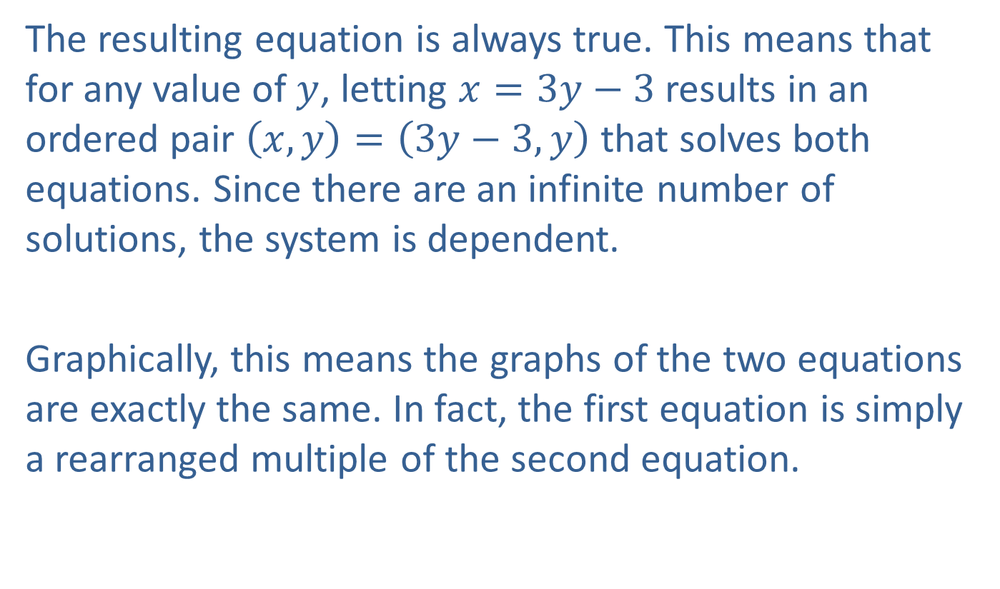 The resulting equation is always true. This means that
for any value of y, letting x = 3y − 3 results in an
ordered pair (x, y) = (3y − 3, y) that solves both
equations. Since there are an infinite number of
solutions, the system is dependent.
Graphically, this means the graphs of the two equations
are exactly the same. In fact, the first equation is simply
a rearranged multiple of the second equation.